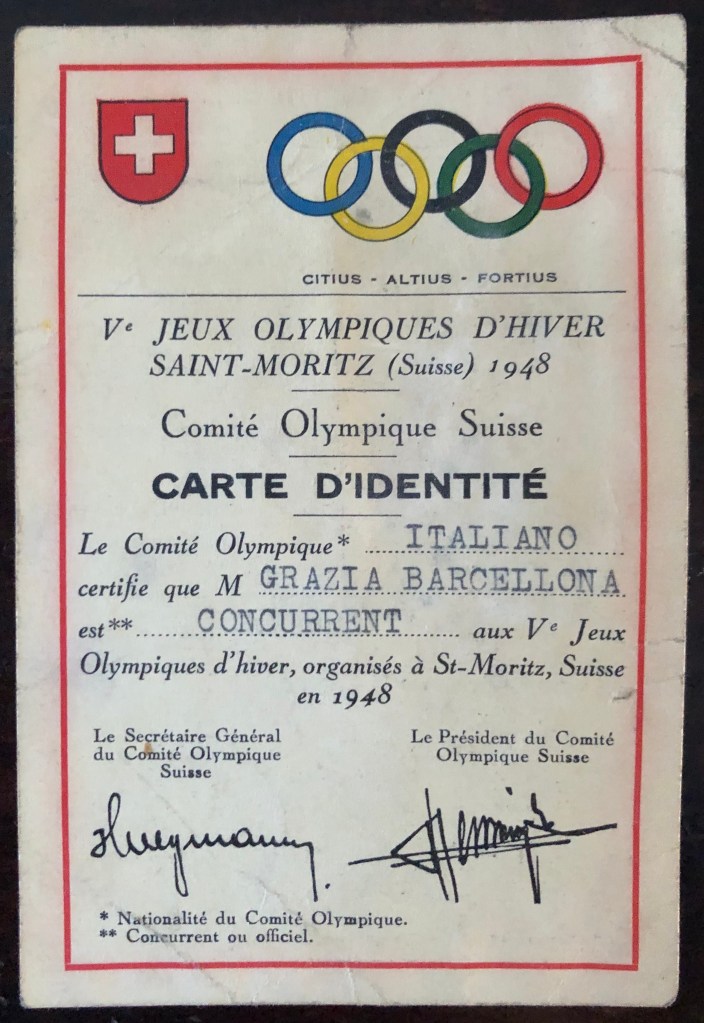 CITIUS - ALTIUS - FORTIUS
Ve JEUX OLYMPIQUES D'HIVER
SAINT-MORITZ (Suisse) 1948
Comité Olympique Suisse
CARTE D'IDENTITÉ
Le Comité Olympique* ITALIANO
certifie que M GRAZIA BARCELLONA
est** CONCURRENT aux Ve Jeux
Olympiques d'hiver, organisés à St-Moritz, Suisse
en 1948
Le Secrétaire Général
du Comité Olympique
Suisse
Le Président du Comité
Olympique Suisse
* Nationalité du Comité Olympique.
** Concurrent ou officiel.